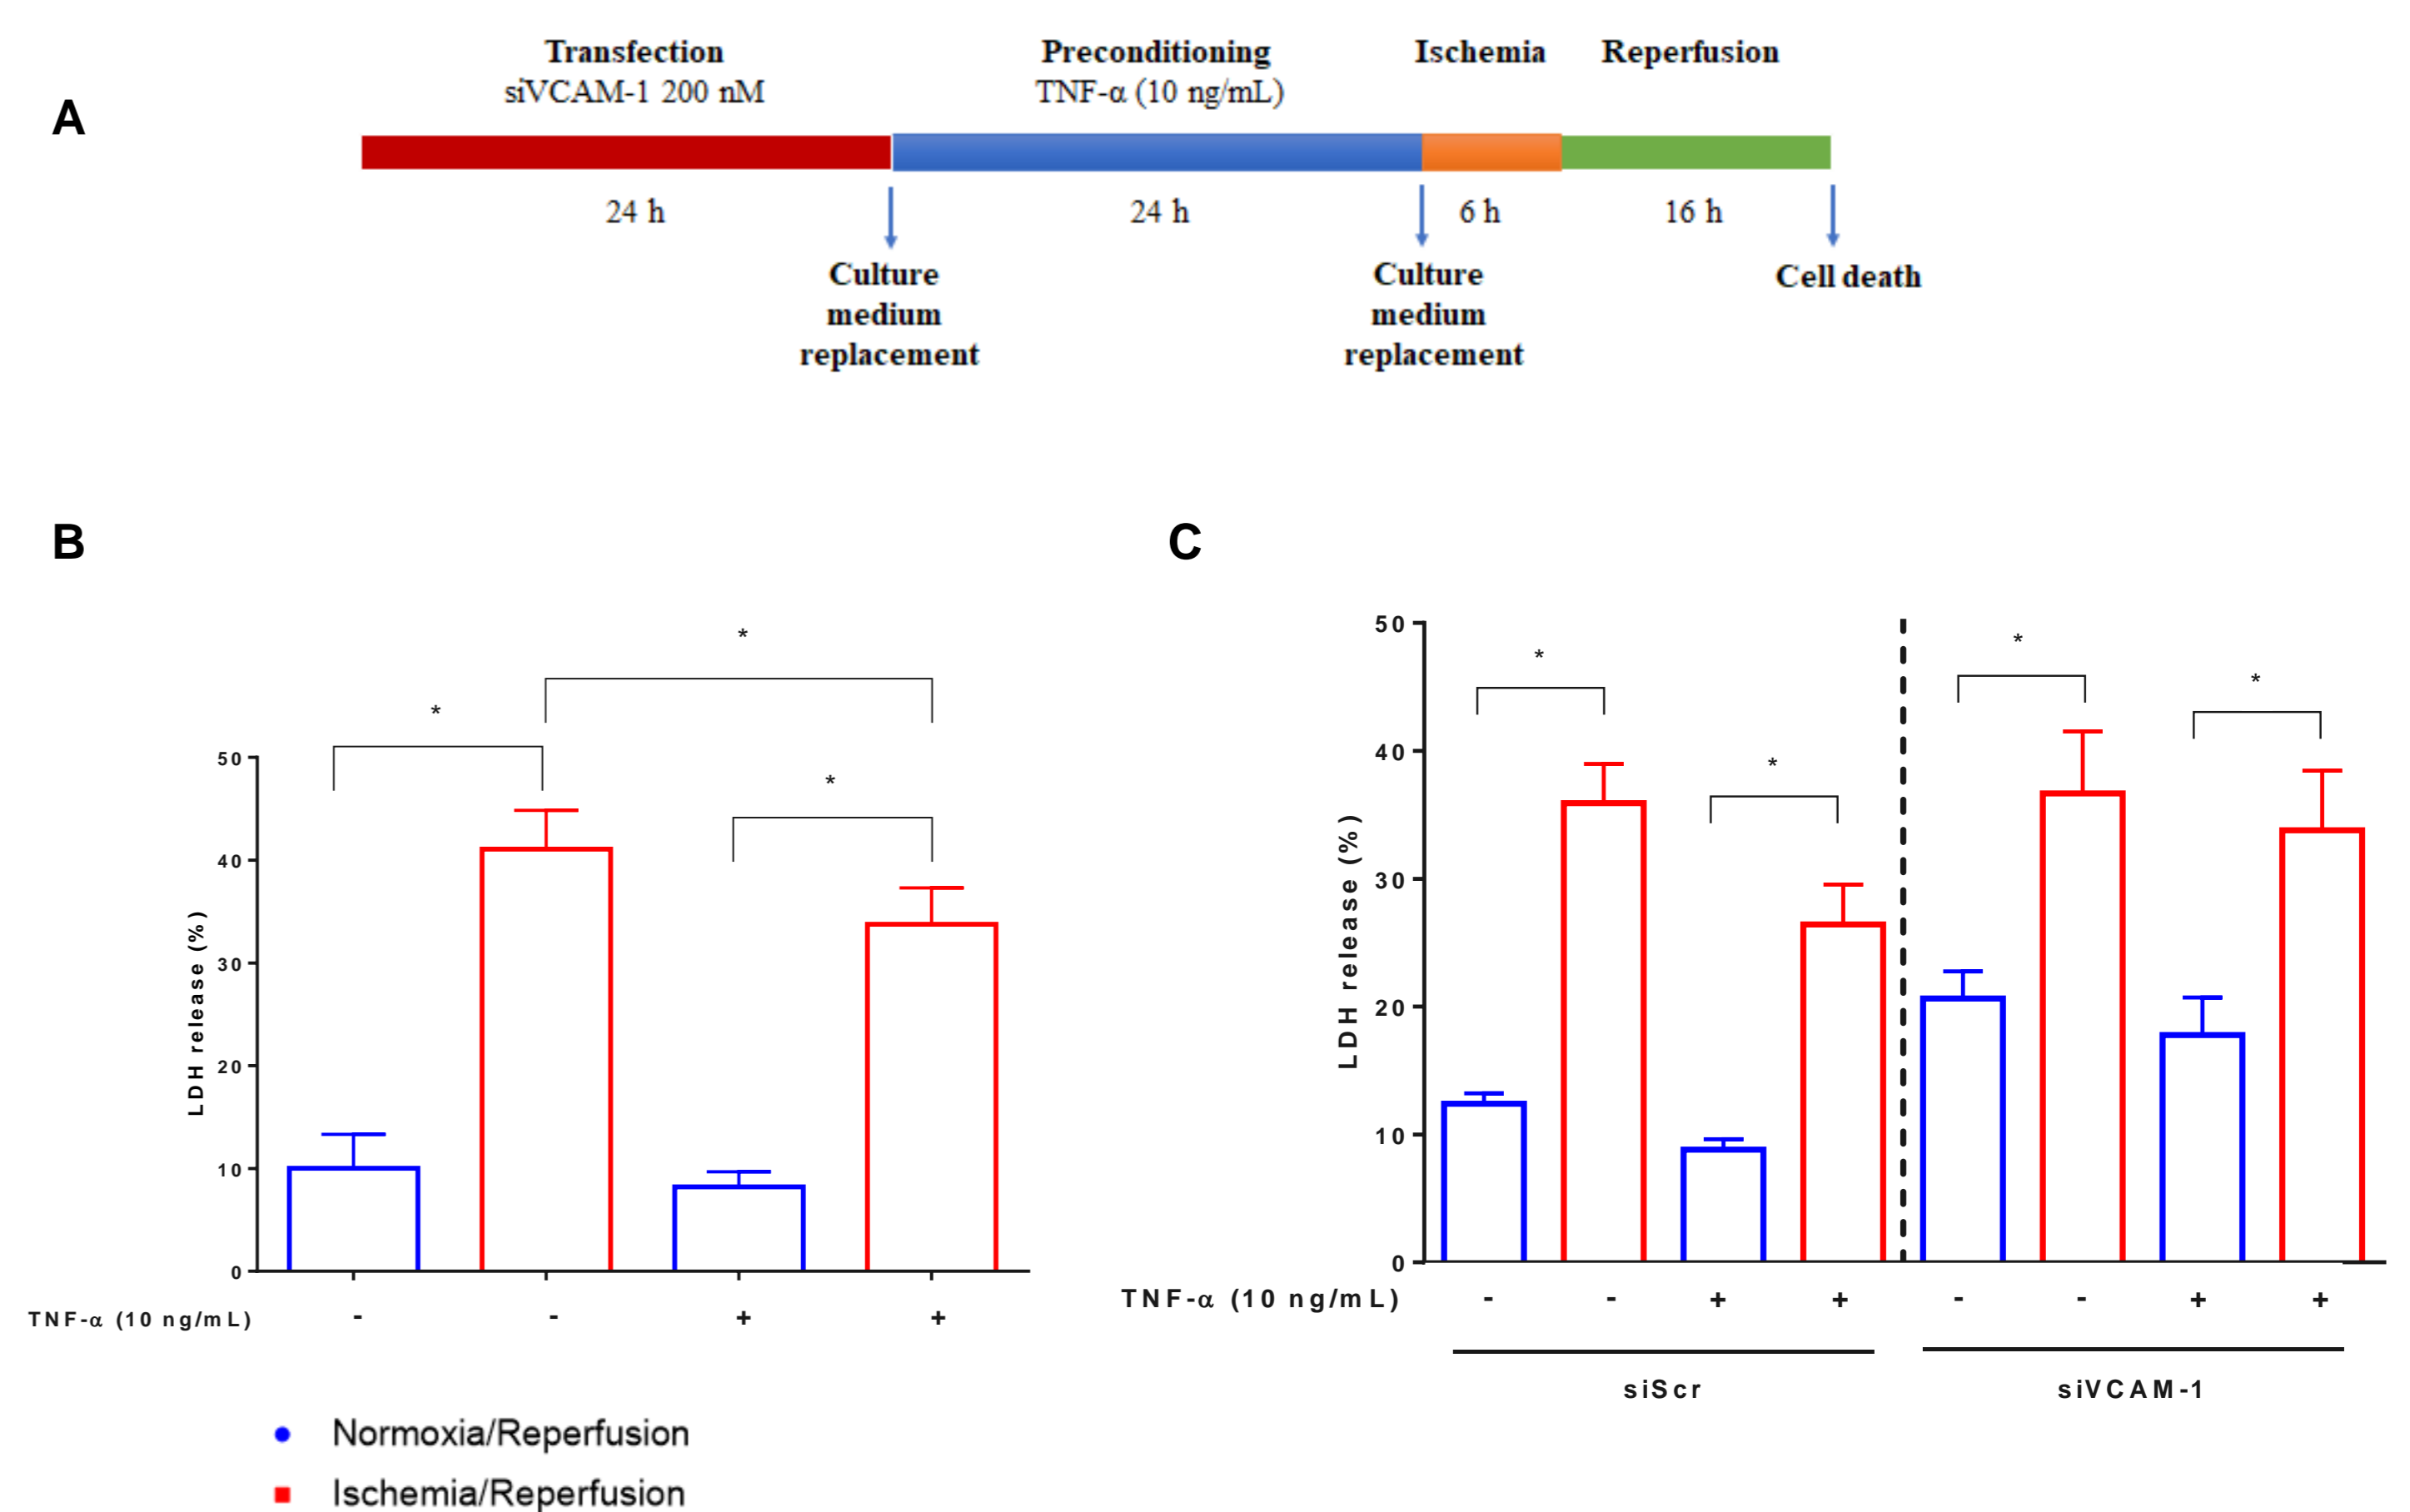 A
Transfection
siVCAM-1 200 nM
Preconditioning
TNF-α (10 ng/mL)
Ischemia
Reperfusion
24 h
24 h
6 h
16 h
Culture
medium
replacement
Culture
medium
replacement
Cell death
B
*
*
*
50
40
30
20
10
0
LDH release (%)
TNF-α (10 ng/mL)
- - + +
Normoxia/Reperfusion
Ischemia/Reperfusion
C
*
*
*
*
50
40
30
20
10
0
LDH release (%)
TNF-α (10 ng/mL)
- - + + - - + +
siScr
siVCAM-1